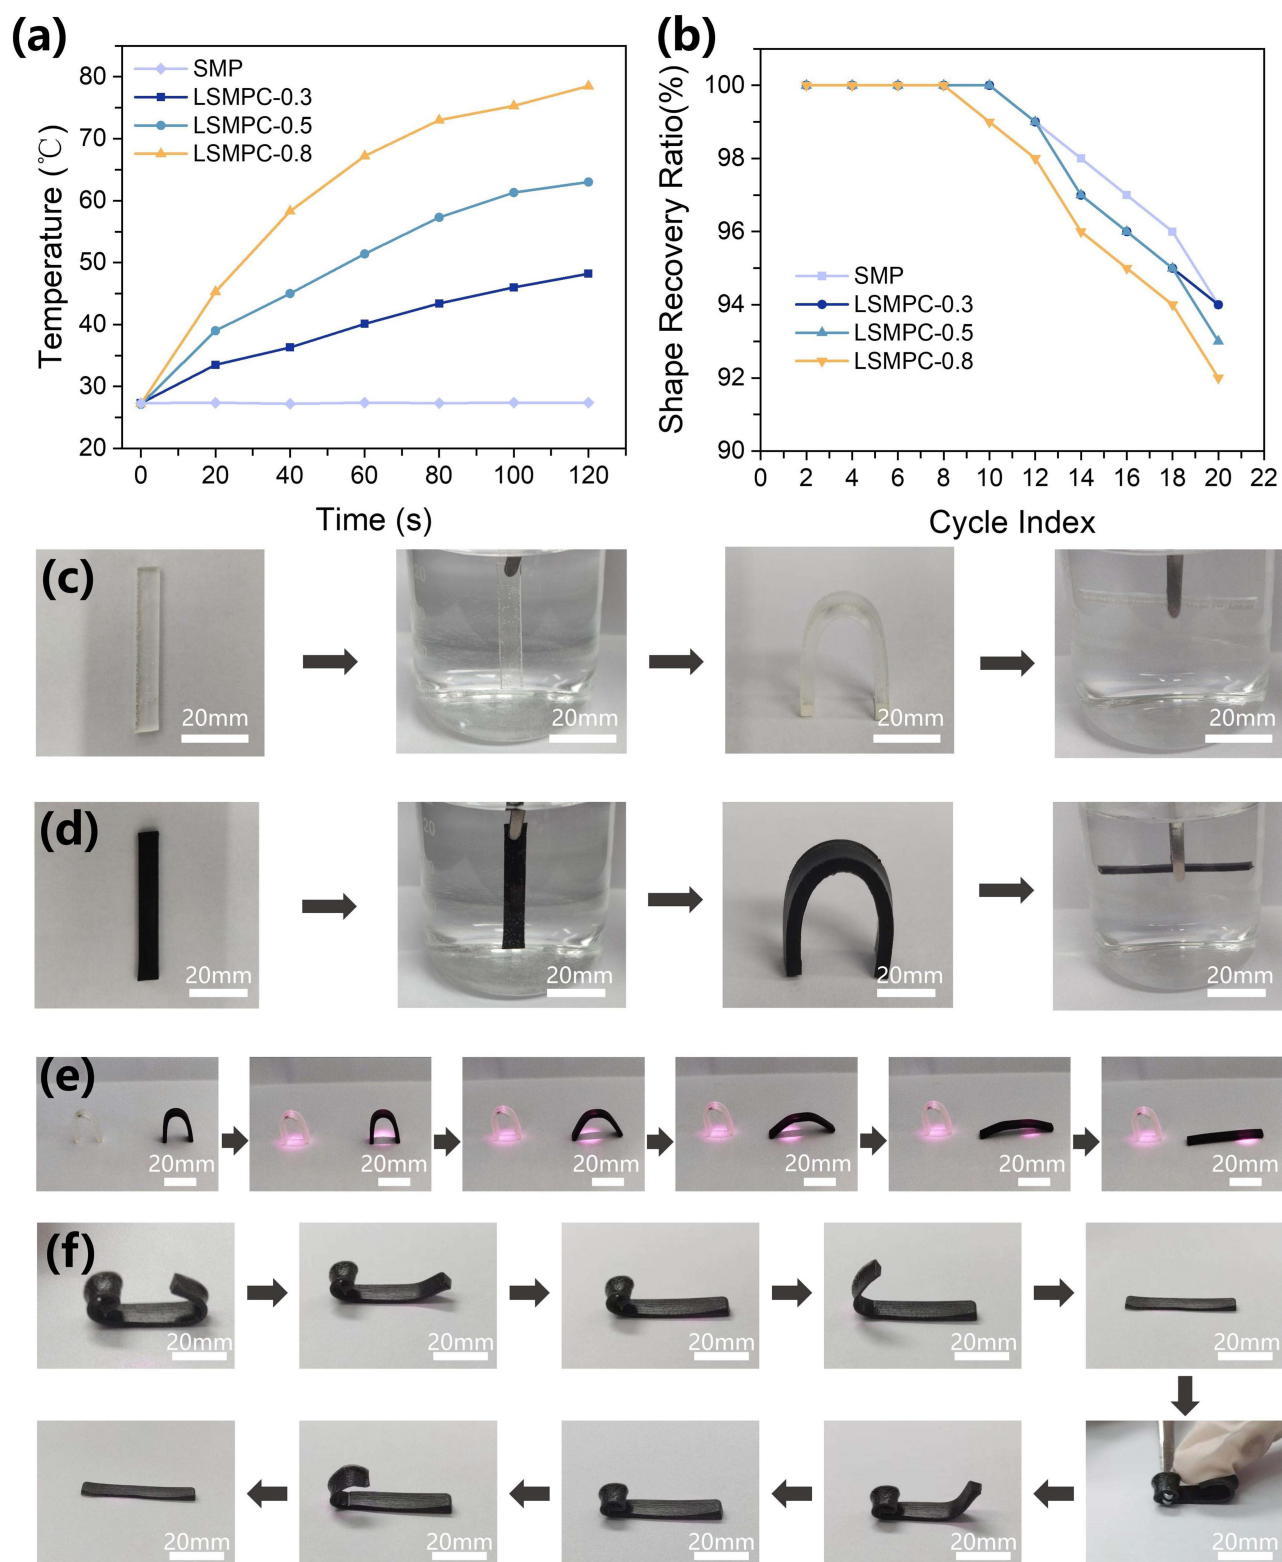 (a)
Temperature (℃)
80
70
60
50
40
30
20
SMP
LSMPC-0.3
LSMPC-0.5
LSMPC-0.8
0 20 40 60 80 100 120
Time (s)
(b)
Shape Recovery Ratio(%)
100
98
96
94
92
90
SMP
LSMPC-0.3
LSMPC-0.5
LSMPC-0.8
0 2 4 6 8 10 12 14 16 18 20 22
Cycle Index
(c)
20mm
20mm
20mm
20mm
(d)
20
20mm
20mm
20mm
20mm
(e)
20mm
20mm
20mm
20mm
20mm
20mm
(f)
20mm
20mm
20mm
20mm
20mm
20mm
20mm
20mm
20mm
20mm